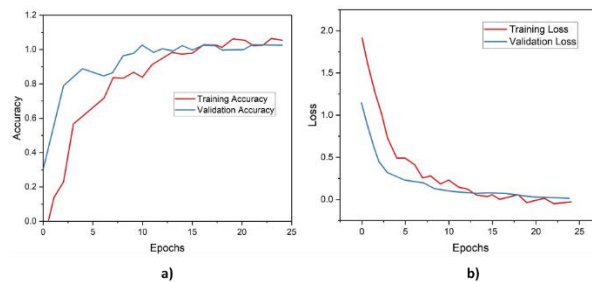 1.2
1.0
0.8
0.6
0.4
0.2
0.0
Accuracy
Training Accuracy
Validation Accuracy
0 5 10 15 20 25
Epochs
a)
2.0
1.5
1.0
0.5
0.0
Loss
Training Loss
Validation Loss
0 5 10 15 20 25
Epochs
b)